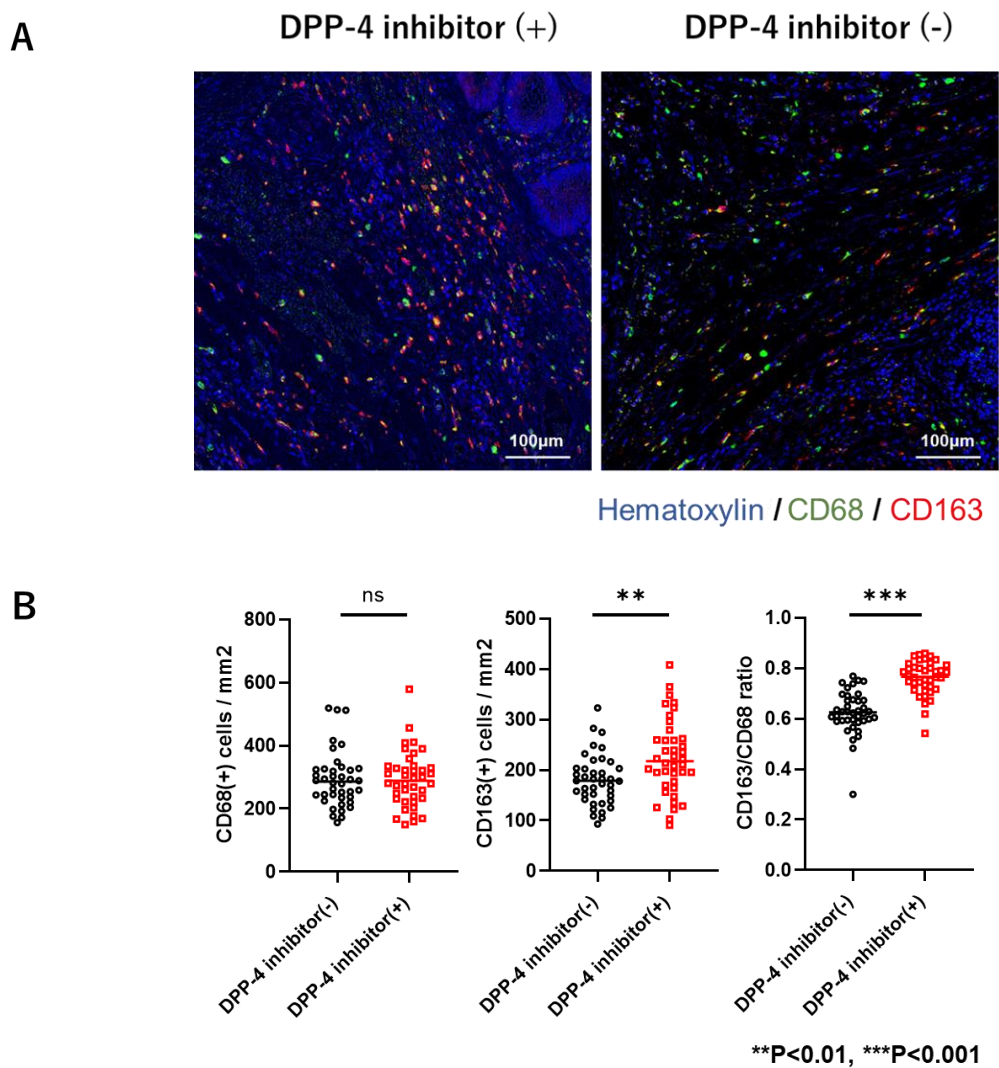 A
DPP-4 inhibitor (+)
DPP-4 inhibitor (-)
100μm
100μm
Hematoxylin / CD68 / CD163
B
ns
CD68(+) cells / mm2
800
600
400
200
0
DPP-4 inhibitor(-)
DPP-4 inhibitor(+)
**
CD163(+) cells / mm2
500
400
300
200
100
0
DPP-4 inhibitor(-)
DPP-4 inhibitor(+)
***
CD163/CD68 ratio
1.0
0.8
0.6
0.4
0.2
0.0
DPP-4 inhibitor(-)
DPP-4 inhibitor(+)
**P<0.01, ***P<0.001